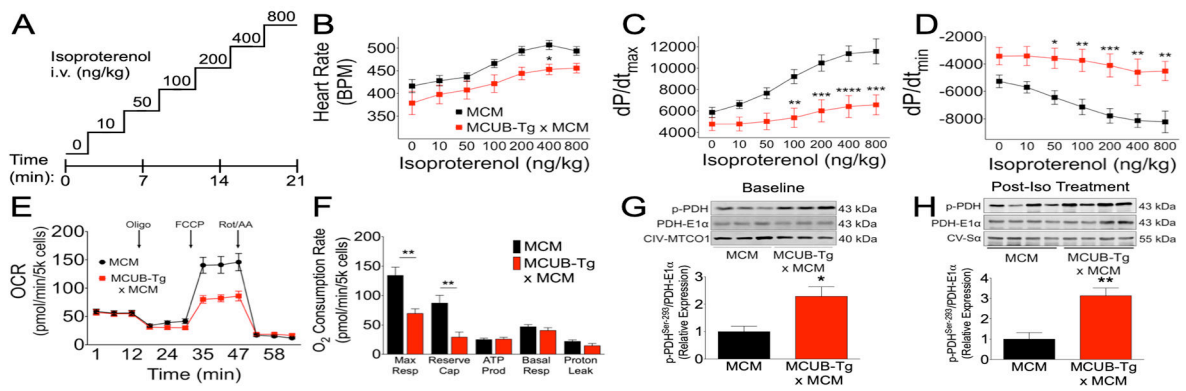 A
Isoproterenol
i.v. (ng/kg)
0
10
50
100
200
400
800
Time
(min):
0
7
14
21
B
Heart Rate
(BPM)
500
450
400
350
MCM
MCUB-Tg x MCM
*
0 10 50 100 200 400 800
Isoproterenol (ng/kg)
C
dP/dtmax
12000
10000
8000
6000
4000
** *** **** ***
0 10 50 100 200 400 800
Isoproterenol (ng/kg)
D
dP/dtmin
-2000
-4000
-6000
-8000
* ** *** ** **
0 10 50 100 200 400 800
Isoproterenol (ng/kg)
E
OCR
(pmol/min/5k cells)
200
150
100
50
0
Oligo FCCP Rot/AA
MCM
MCUB-Tg
x MCM
1 12 24 35 47 58
Time (min)
F
O2 Consumption Rate
(pmol/min/5k cells)
200
150
100
50
0
** **
MCM
MCUB-Tg
x MCM
Max
Resp
Reserve
Cap
ATP
Prod
Basal
Resp
Proton
Leak
G
Baseline
p-PDH 43 kDa
PDH-E1α 43 kDa
CIV-MTCO1 40 kDa
MCM MCUB-Tg
x MCM
p-PDHSer-293/PDH-E1α
(Relative Expression)
3
2
1
0
*
MCM MCUB-Tg
x MCM
H
Post-Iso Treatment
p-PDH 43 kDa
PDH-E1α 43 kDa
CV-Sα 55 kDa
MCM MCUB-Tg
x MCM
p-PDHSer-293/PDH-E1α
(Relative Expression)
4
3
2
1
0
**
MCM MCUB-Tg
x MCM